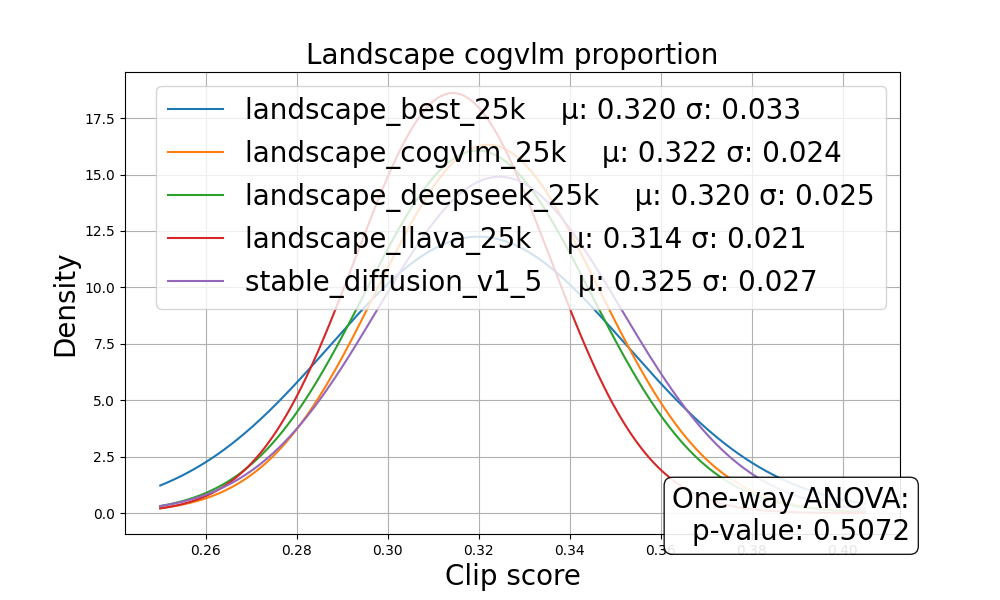 Landscape cogvlm proportion
landscape_best_25k μ: 0.320 σ: 0.033
landscape_cogvlm_25k μ: 0.322 σ: 0.024
landscape_deepseek_25k μ: 0.320 σ: 0.025
landscape_llava_25k μ: 0.314 σ: 0.021
stable_diffusion_v1_5 μ: 0.325 σ: 0.027
17.5
15.0
12.5
10.0
7.5
5.0
2.5
0.0
Density
One-way ANOVA:
p-value: 0.5072
0.26 0.28 0.30 0.32 0.34 0.36 0.38 0.40
Clip score